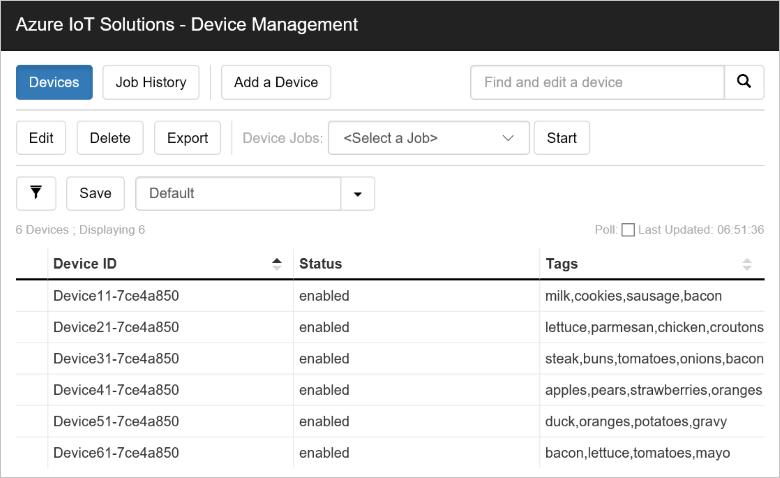 Azure IoT Solutions - Device Management
Devices Job History Add a Device Find and edit a device
Edit Delete Export Device Jobs: <Select a Job> Start
Save Default
6 Devices ; Displaying 6 Poll: Last Updated: 06:51:36
Device ID Status Tags
Device11-7ce4a850 enabled milk,cookies,sausage,bacon
Device21-7ce4a850 enabled lettuce,parmesan,chicken,croutons
Device31-7ce4a850 enabled steak,buns,tomatoes,onions,bacon
Device41-7ce4a850 enabled apples,pears,strawberries,oranges
Device51-7ce4a850 enabled duck,oranges,potatoes,gravy
Device61-7ce4a850 enabled bacon,lettuce,tomatoes,mayo